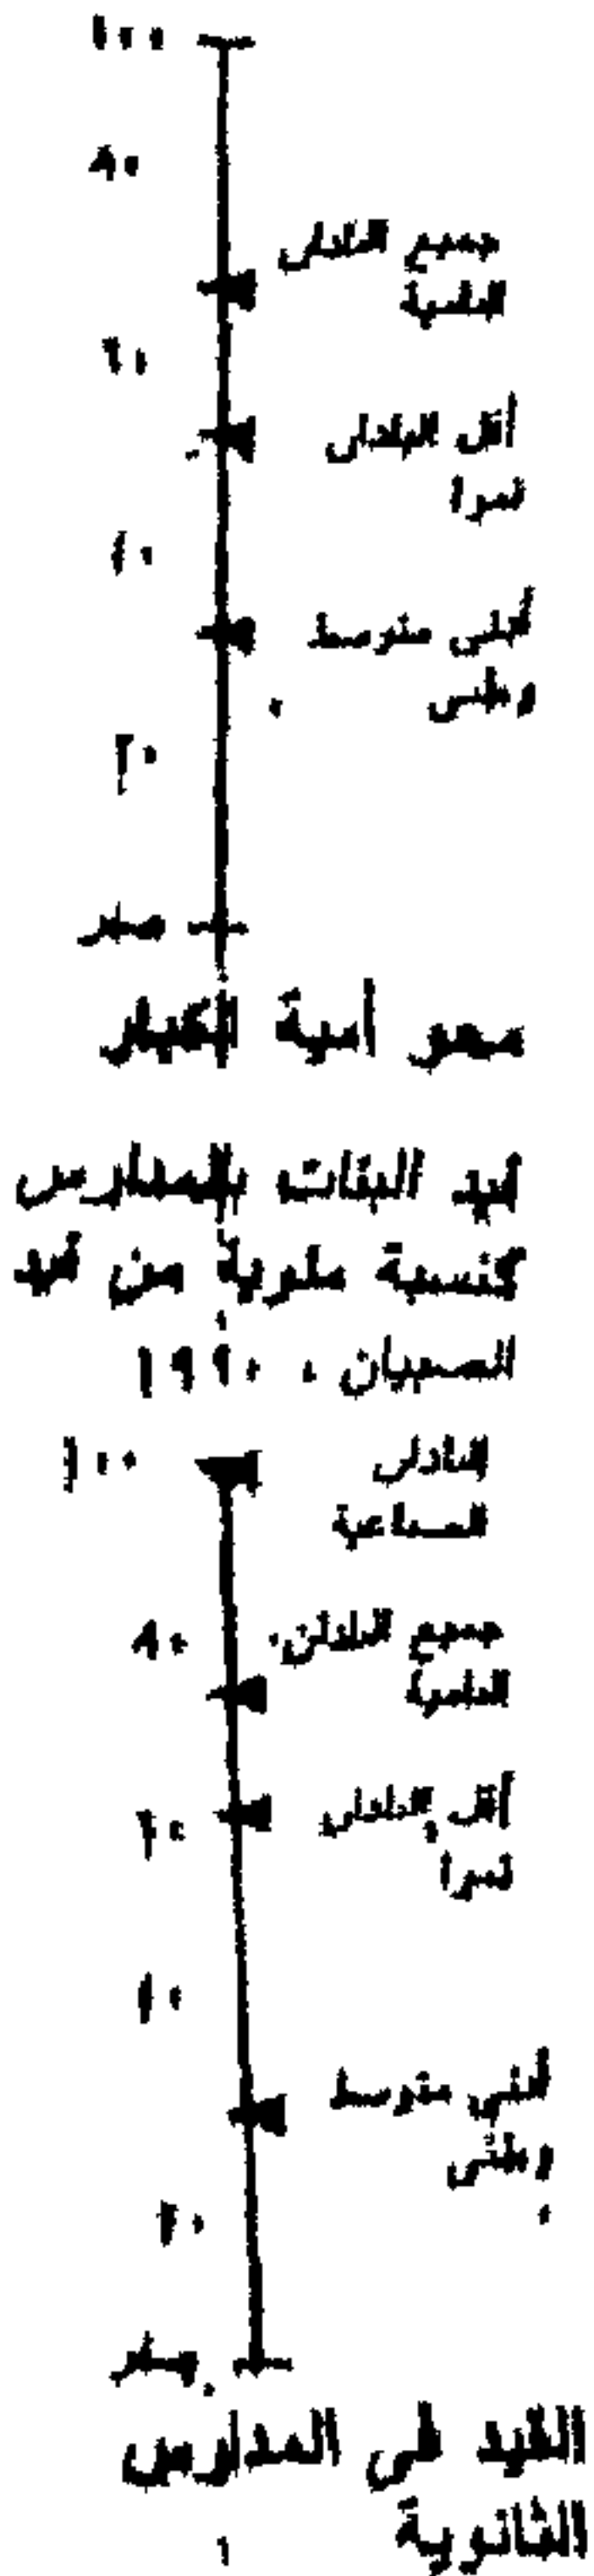 ١٠٠
٨٠
جميع البلدان
النامية
٦٠
أقل البلدان
نموا
٤٠
أدنى متوسط
وطني
٢٠
صفر
محو أمية الكبار
قيد البنات بالمدارس
كنسبة مئوية من قيد
الصبيان ، ١٩٩٠
١٠٠
البلدان
الصناعية
٨٠
جميع البلدان
النامية
٦٠
أقل البلدان
نموا
٤٠
أدنى متوسط
وطنى
٢٠
صفر
القيد فى المدارس
الثانوية